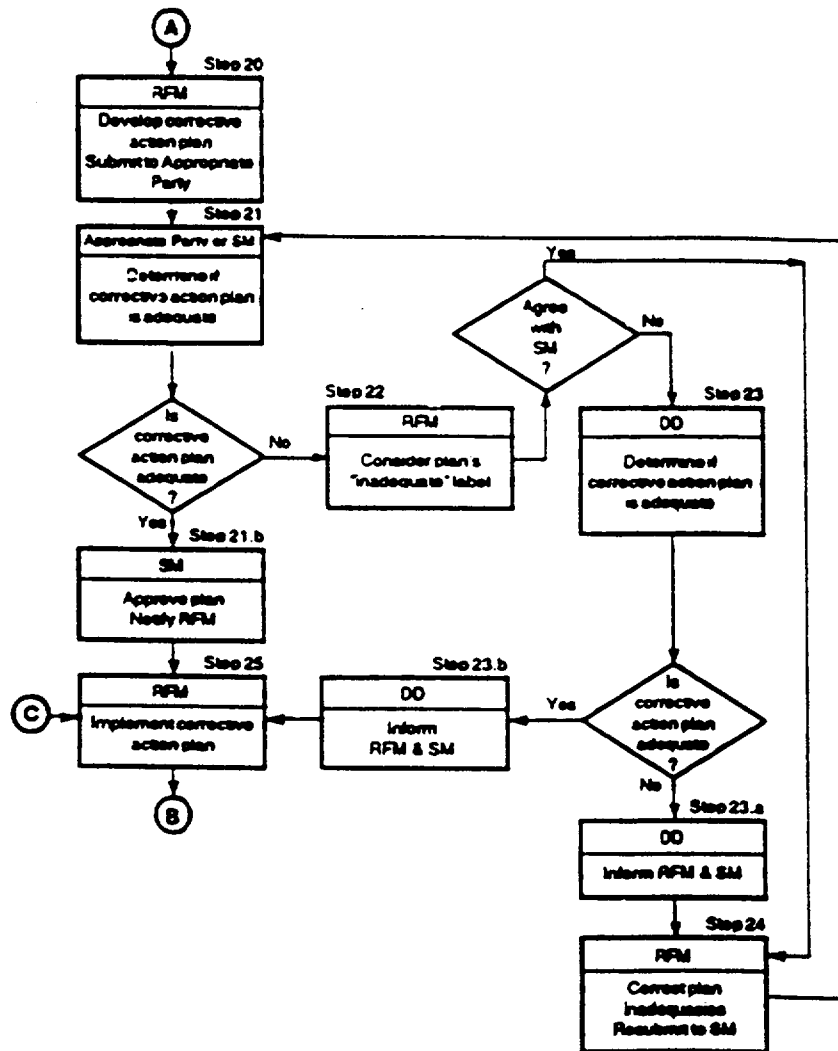 A
Step 20
RFM
Develop corrective
action plan
Submit to Appropriate
Party
Step 21
Appropriate Party or SM
Determine if
corrective action plan
is adequate
Yes
Agree
with
SM
?
No
Step 22
RFM
Consider plan's
"inadequate" label
Step 23
DD
Determine if
corrective action plan
is adequate
Is
corrective
action plan
adequate
?
No
Yes
Step 21.b
SM
Approve plan
Notify RFM
Step 25
RFM
Implement corrective
action plan
C
B
Step 23.b
DD
Inform
RFM & SM
Yes
Is
corrective
action plan
adequate
?
No
Step 23.a
DD
Inform RFM & SM
Step 24
RFM
Correct plan
inadequacies
Resubmit to SM